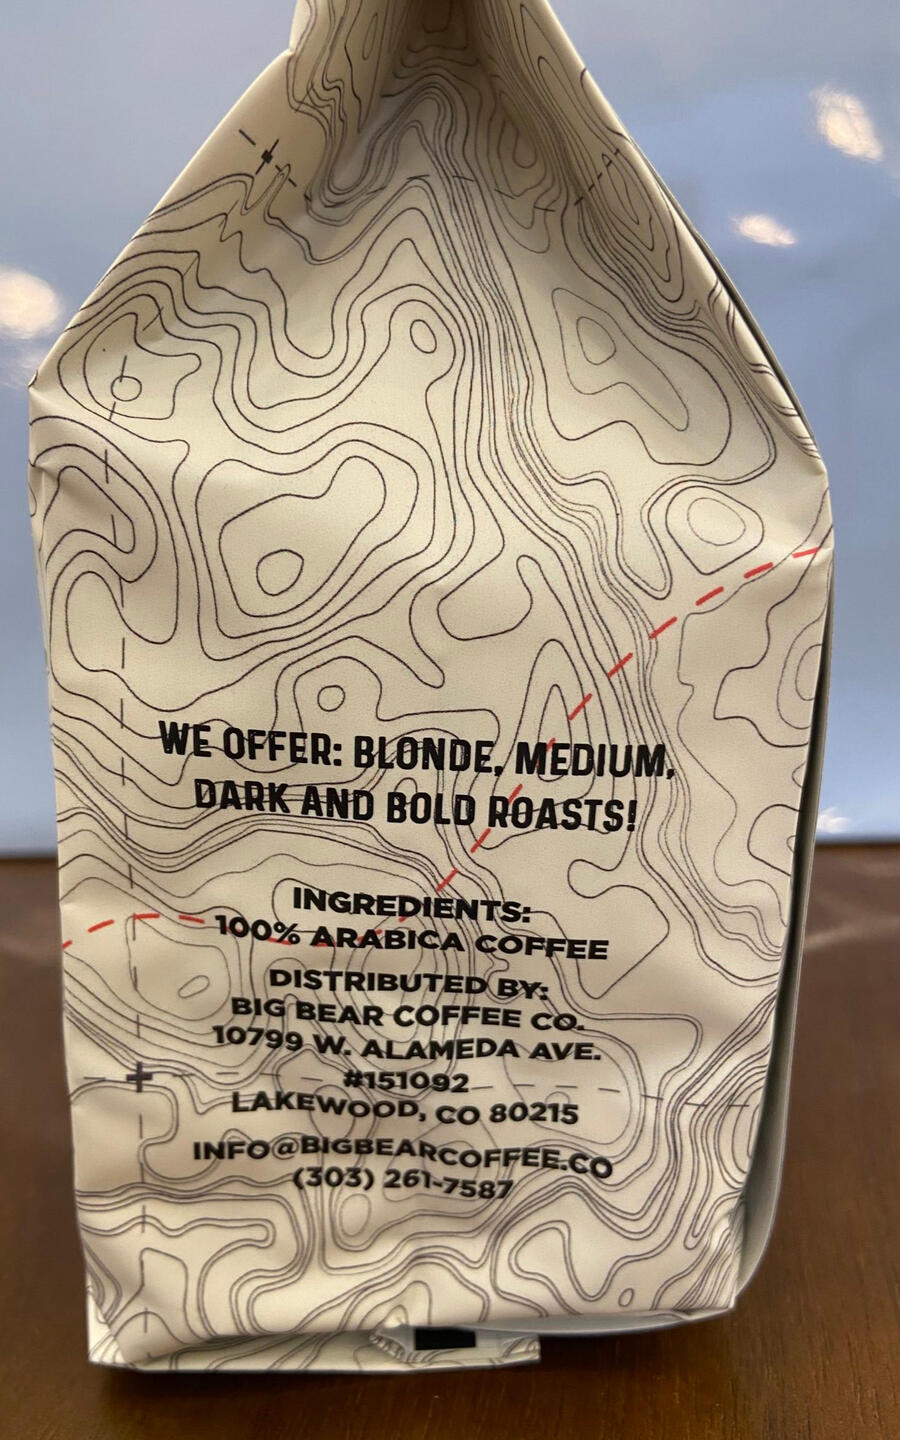 WE OFFER: BLONDE, MEDIUM,
DARK AND BOLD ROASTS!
INGREDIENTS:
100% ARABICA COFFEE
DISTRIBUTED BY:
BIG BEAR COFFEE CO.
10799 W. ALAMEDA AVE.
#151092
LAKEWOOD, CO 80215
INFO@BIGBEARCOFFEE.CO
(303) 261-7587